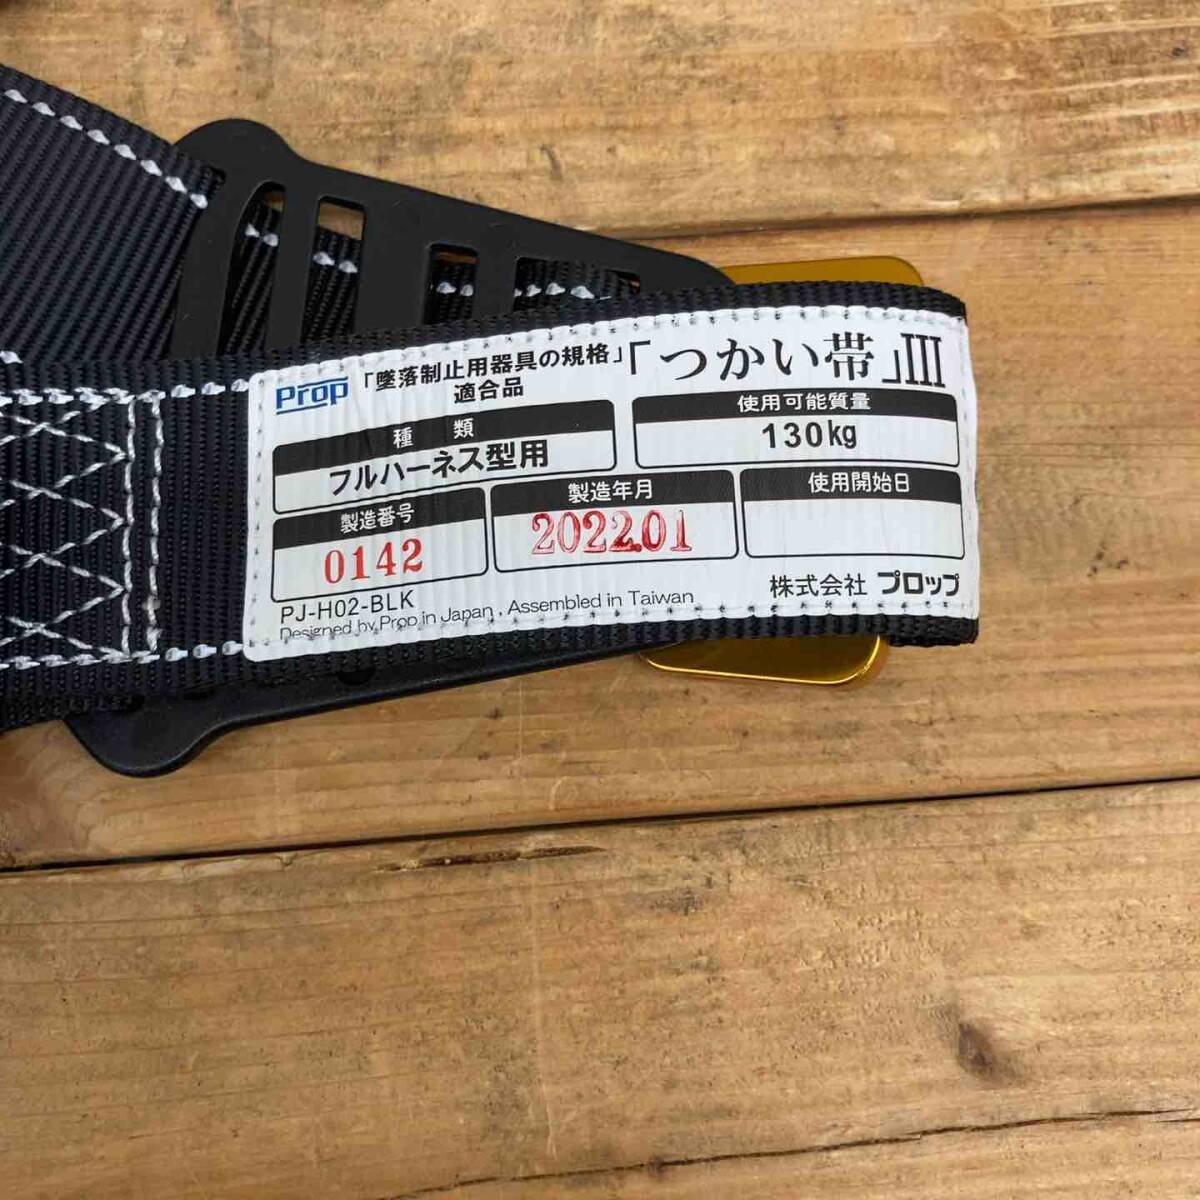 Prop 「墜落制止用器具の規格」「つかい帯」III
適合品
種類
フルハーネス型用
使用可能質量
130kg
製造番号
0142
製造年月
2022.01
使用開始日
PJ-H02-BLK
Designed by Prop in Japan, Assembled in Taiwan
株式会社 プロップ